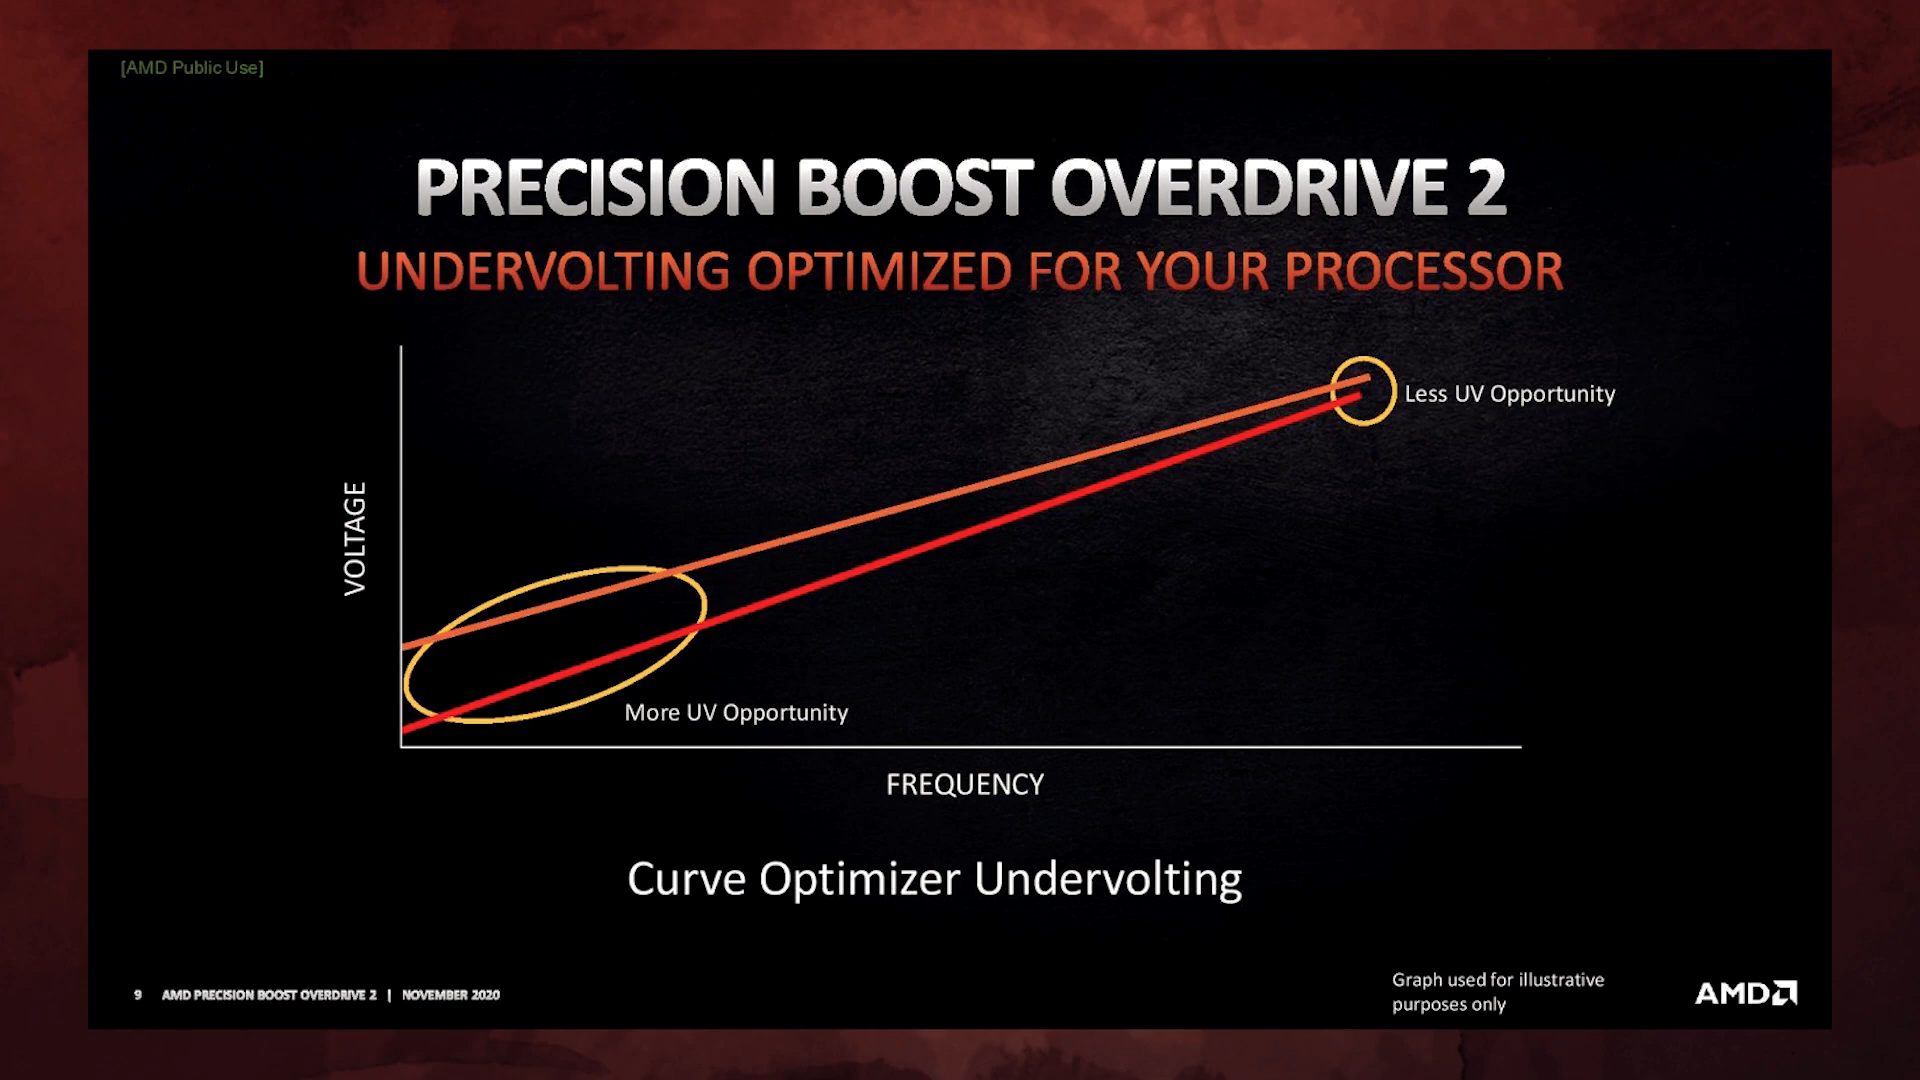 [AMD Public Use]
PRECISION BOOST OVERDRIVE 2
UNDERVOLTING OPTIMIZED FOR YOUR PROCESSOR
Less UV Opportunity
VOLTAGE
More UV Opportunity
FREQUENCY
Curve Optimizer Undervolting
9 AMD PRECISION BOOST OVERDRIVE 2 | NOVEMBER 2020
Graph used for illustrative
purposes only
AMD